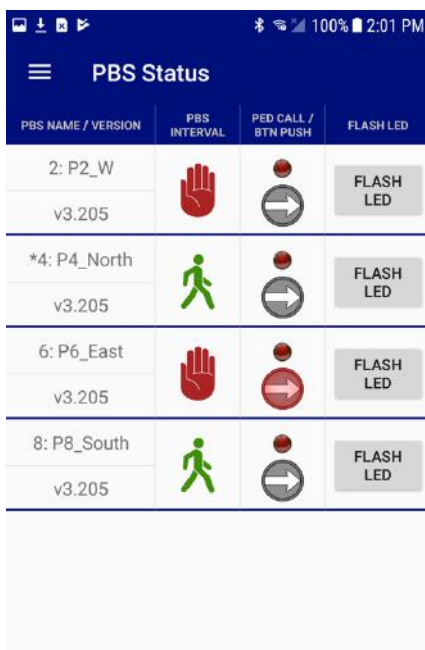 100% 2:01 PM
PBS Status
PBS NAME / VERSION
PBS
INTERVAL
PED CALL /
BTN PUSH
FLASH LED
2: P2_W
v3.205
FLASH
LED
*4: P4_North
v3.205
FLASH
LED
6: P6_East
v3.205
FLASH
LED
8: P8_South
v3.205
FLASH
LED